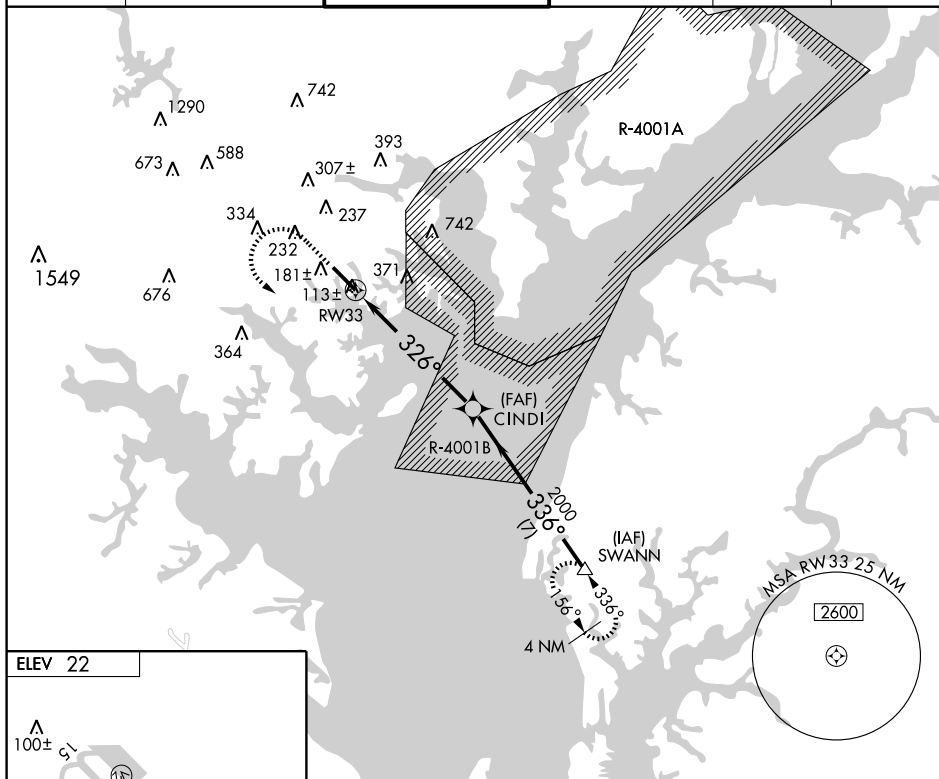 742
1290
R-4001A
393
673
588
307±
237
334
742
232
1549
181±
371
676
113±
RW33
364
326°
(FAF)
CINDI
R-4001B
2000
336°
(7)
(IAF)
SWANN
336°
156°
4 NM
MSA RW33 25 NM
2600
ELEV 22
100±
15